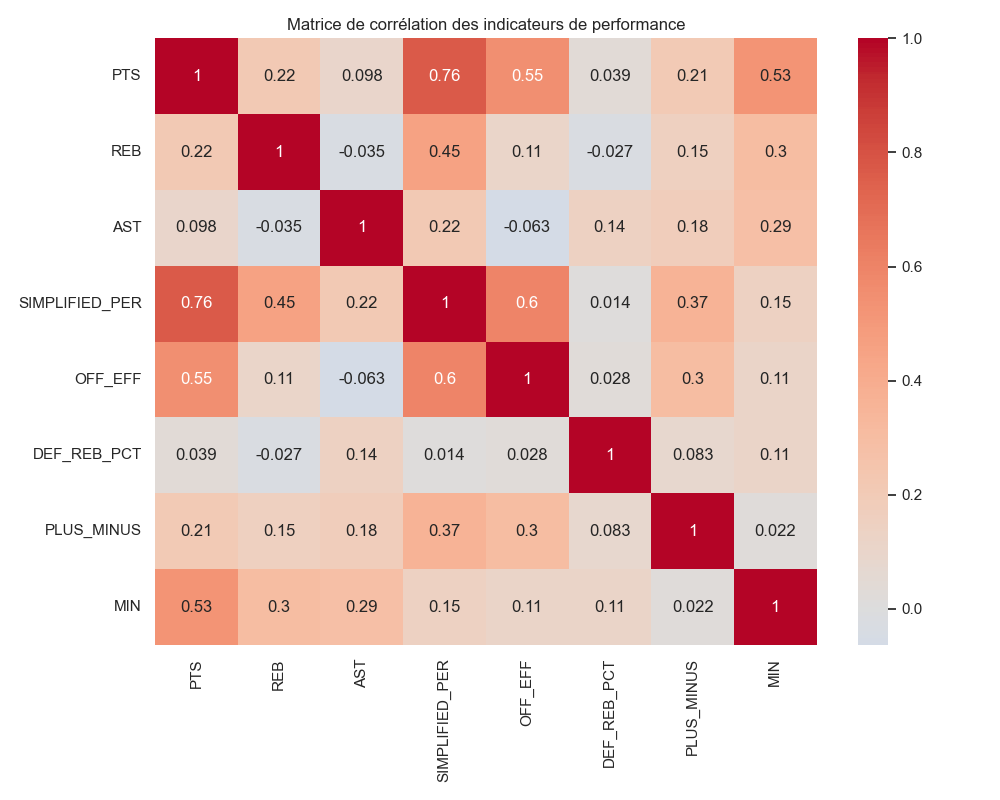 Matrice de corrélation des indicateurs de performance
PTS 1 0.22 0.098 0.76 0.55 0.039 0.21 0.53
REB 0.22 1 -0.035 0.45 0.11 -0.027 0.15 0.3
AST 0.098 -0.035 1 0.22 -0.063 0.14 0.18 0.29
SIMPLIFIED_PER 0.76 0.45 0.22 1 0.6 0.014 0.37 0.15
OFF_EFF 0.55 0.11 -0.063 0.6 1 0.028 0.3 0.11
DEF_REB_PCT 0.039 -0.027 0.14 0.014 0.028 1 0.083 0.11
PLUS_MINUS 0.21 0.15 0.18 0.37 0.3 0.083 1 0.022
MIN 0.53 0.3 0.29 0.15 0.11 0.11 0.022 1
PTS REB AST SIMPLIFIED_PER OFF_EFF DEF_REB_PCT PLUS_MINUS MIN
1.0
0.8
0.6
0.4
0.2
0.0